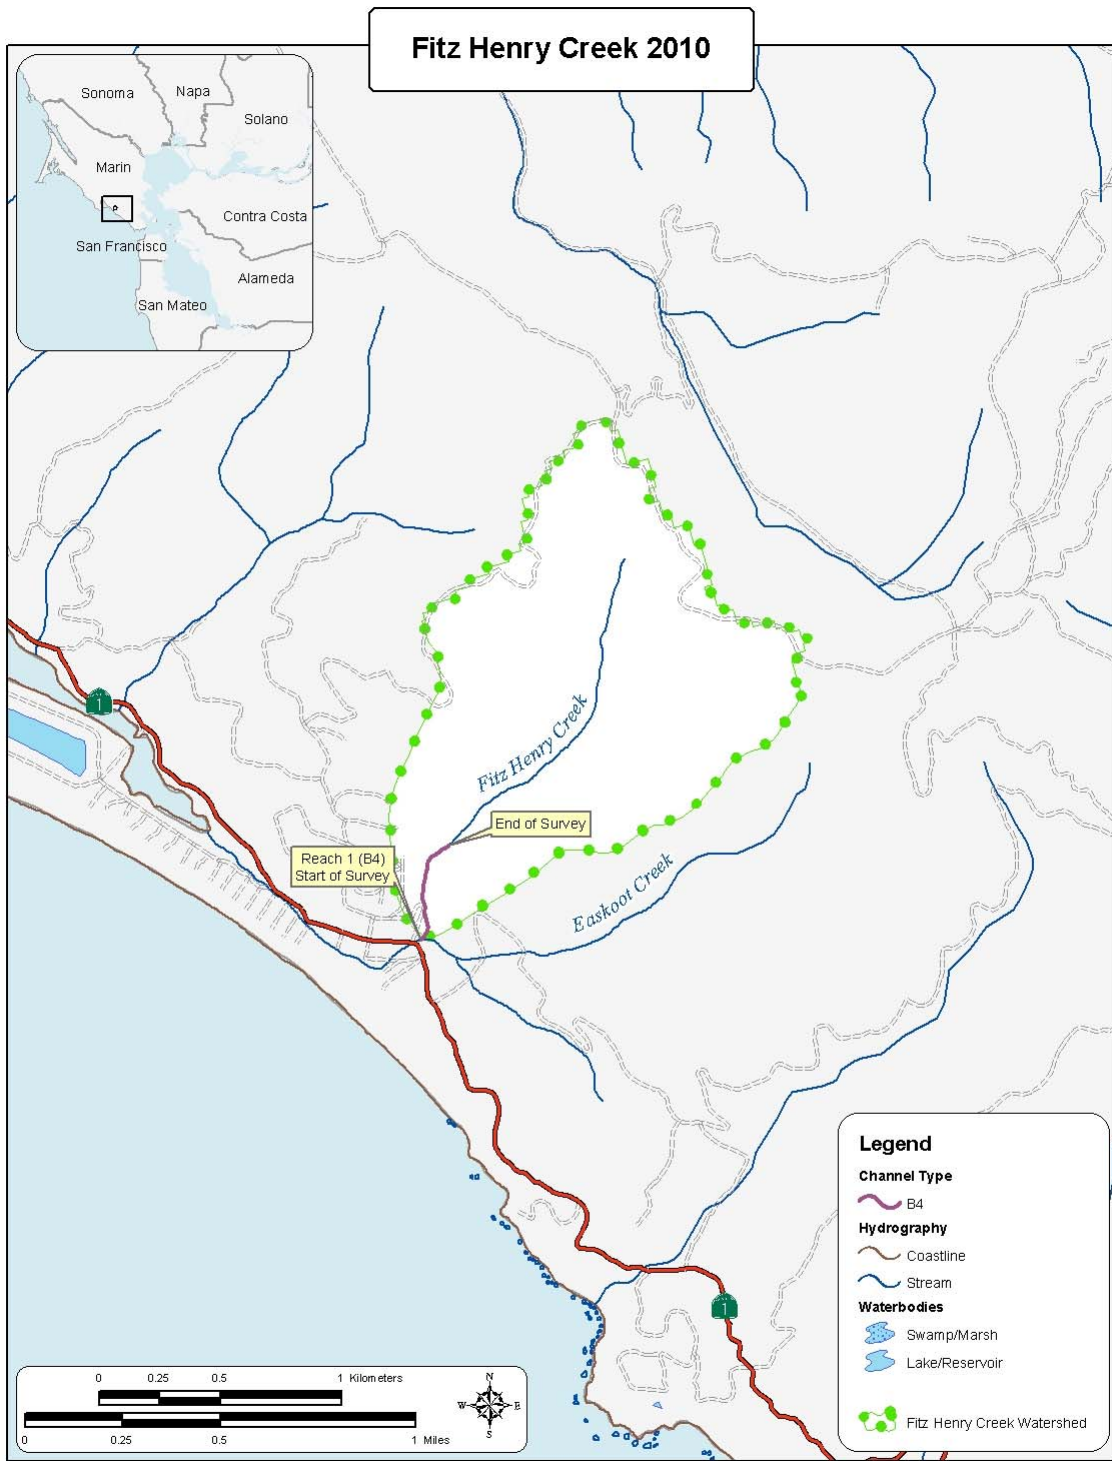 Fitz Henry Creek 2010
Sonoma
Napa
Solano
Marin
Contra Costa
San Francisco
Alameda
San Mateo
1
Fitz Henry Creek
End of Survey
Reach 1 (B4)
Start of Survey
Easkoot Creek
1
Legend
Channel Type
B4
Hydrography
Coastline
Stream
Waterbodies
Swamp/Marsh
Lake/Reservoir
Fitz Henry Creek Watershed
0 0.25 0.5 1 Kilometers
0 0.25 0.5 1 Miles
N
W E
S